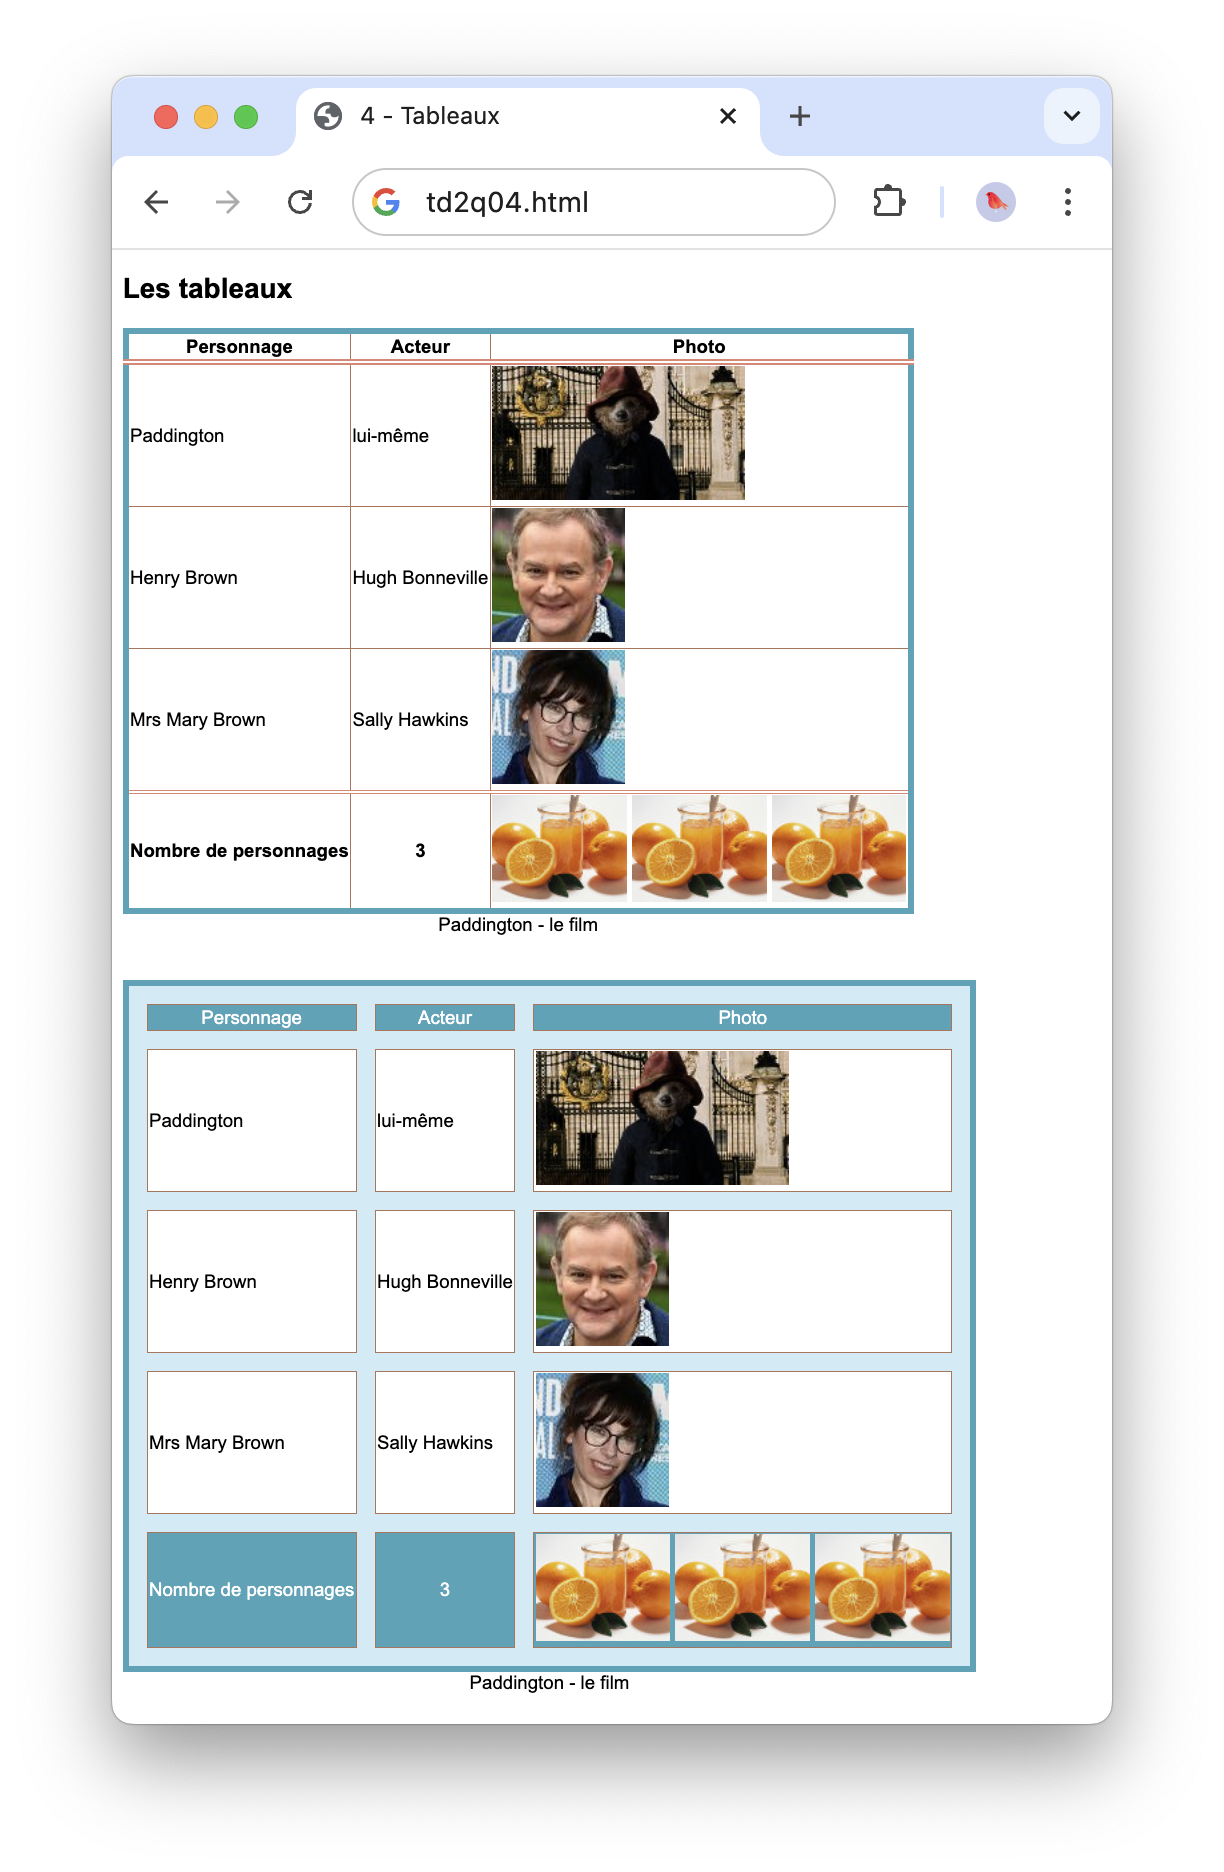 4 - Tableaux
td2q04.html
Les tableaux
Personnage Acteur Photo
Paddington lui-même
Henry Brown Hugh Bonneville
Mrs Mary Brown Sally Hawkins
Nombre de personnages 3
Paddington - le film
Personnage Acteur Photo
Paddington lui-même
Henry Brown Hugh Bonneville
Mrs Mary Brown Sally Hawkins
Nombre de personnages 3
Paddington - le film